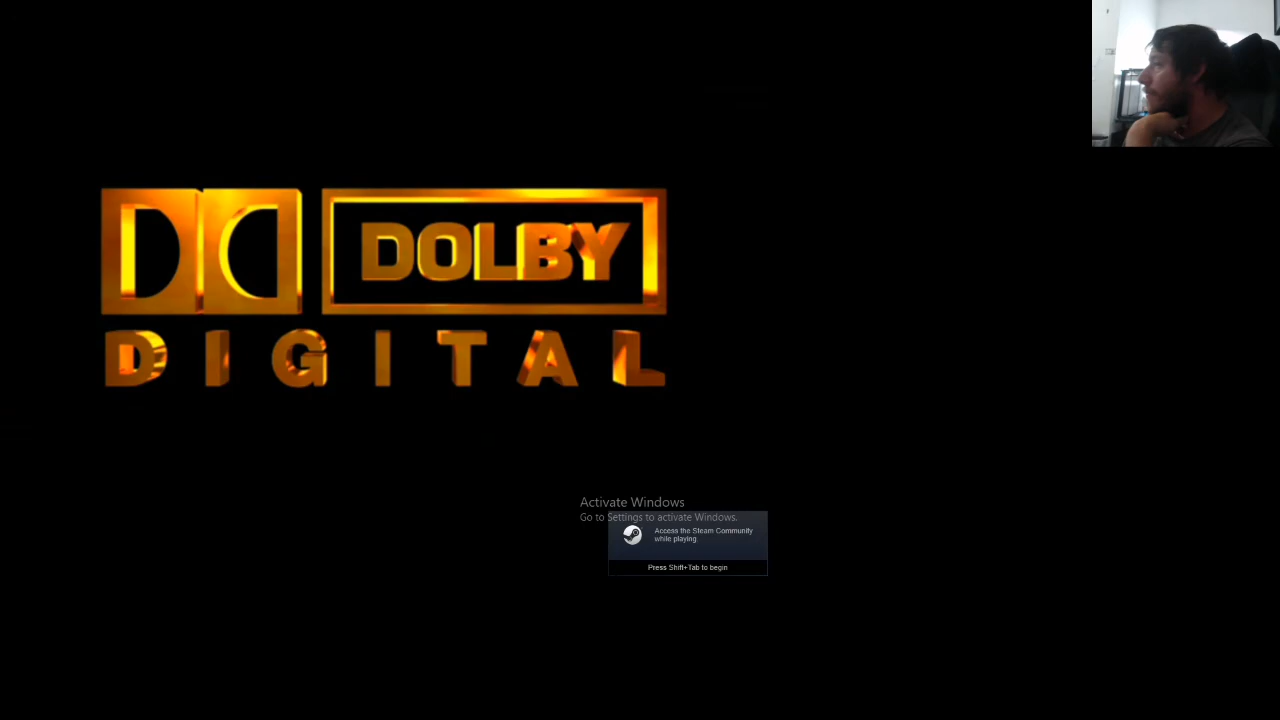 DOLBY
DIGITAL
Activate Windows
Go to Settings to activate Windows.
Access the Steam Community
while playing
Press Shift+Tab to begin